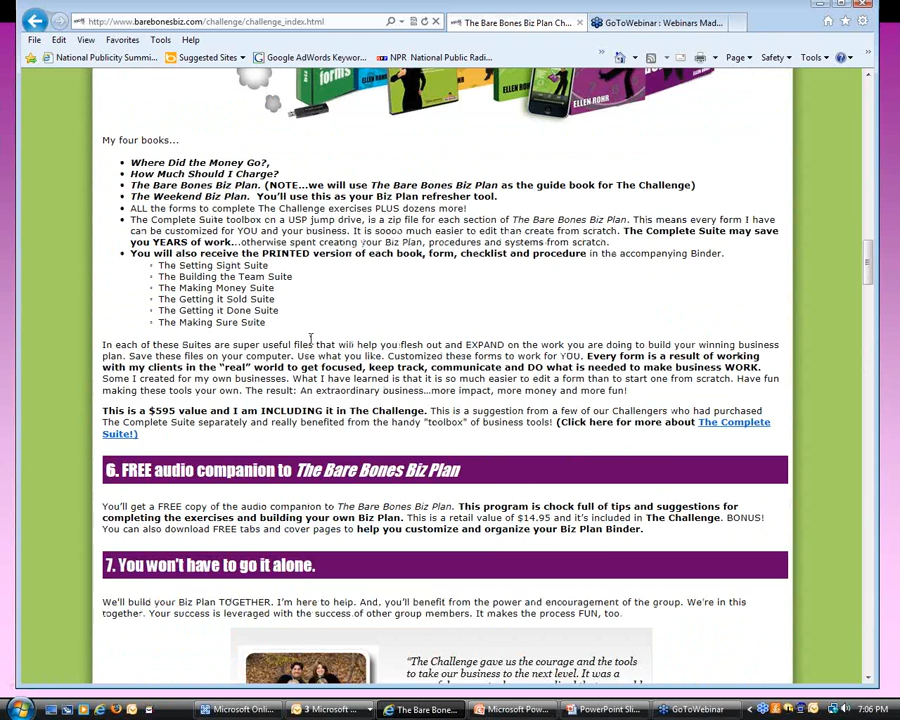 http://www.barebonesbiz.com/challenge/challenge_index.html
The Bare Bones Biz Plan Ch...
GoToWebinar : Webinars Mad...
File Edit View Favorites Tools Help
National Publicity Summi... Suggested Sites Google AdWords Keywor... NPR National Public Radi... » Page Safety Tools »
forms
ELLEN ROHR
ELLEN ROHR
ELLEN ROHR
My four books...
• Where Did the Money Go?,
• How Much Should I Charge?
• The Bare Bones Biz Plan. (NOTE...we will use The Bare Bones Biz Plan as the guide book for The Challenge)
• The Weekend Biz Plan. You'll use this as your Biz Plan refresher tool.
• ALL the forms to complete The Challenge exercises PLUS dozens more!
• The Complete Suite toolbox on a USP jump drive, is a zip file for each section of The Bare Bones Biz Plan. This means every form I have
can be customized for YOU and your business. It is soooo much easier to edit than create from scratch. The Complete Suite may save
you YEARS of work...otherwise spent creating your Biz Plan, procedures and systems from scratch.
• You will also receive the PRINTED version of each book, form, checklist and procedure in the accompanying Binder.
The Setting Sight Suite
The Building the Team Suite
The Making Money Suite
The Getting it Sold Suite
The Getting it Done Suite
The Making Sure Suite
In each of these Suites are super useful files that will help you flesh out and EXPAND on the work you are doing to build your winning business
plan. Save these files on your computer. Use what you like. Customized these forms to work for YOU. Every form is a result of working
with my clients in the "real" world to get focused, keep track, communicate and DO what is needed to make business WORK.
Some I created for my own businesses. What I have learned is that it is so much easier to edit a form than to start one from scratch. Have fun
making these tools your own. The result: An extraordinary business...more impact, more money and more fun!
This is a $595 value and I am INCLUDING it in The Challenge. This is a suggestion from a few of our Challengers who had purchased
The Complete Suite separately and really benefited from the handy "toolbox" of business tools! (Click here for more about The Complete
Suite!)
6. FREE audio companion to The Bare Bones Biz Plan
You'll get a FREE copy of the audio companion to The Bare Bones Biz Plan. This program is chock full of tips and suggestions for
completing the exercises and building your own Biz Plan. This is a retail value of $14.95 and it's included in The Challenge. BONUS!
You can also download FREE tabs and cover pages to help you customize and organize your Biz Plan Binder.
7. You won't have to go it alone.
We'll build your Biz Plan TOGETHER. I'm here to help. And, you'll benefit from the power and encouragement of the group. We're in this
together. Your success is leveraged with the success of other group members. It makes the process FUN, too.
"The Challenge gave us the courage and the tools
to take our business to the next level. It was a
Microsoft Onli... 3 Microsoft ... The Bare Bone... Microsoft Pow... PowerPoint Sli... GoToWebinar 7:06 PM